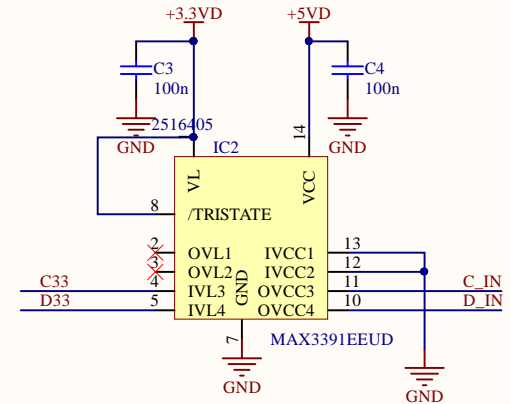 +3.3VD +5VD
C3 C4
100n 100n
GND 2516405 14
IC2
VL VCC
8 /TRISTATE
2 OVL1 IVCC1 13
3 OVL2 IVCC2 12
C33 4 IVL3 OVCC3 11 C_IN
D33 5 IVL4 OVCC4 10 D_IN
GND
7
MAX3391EEUD
GND
GND
GND